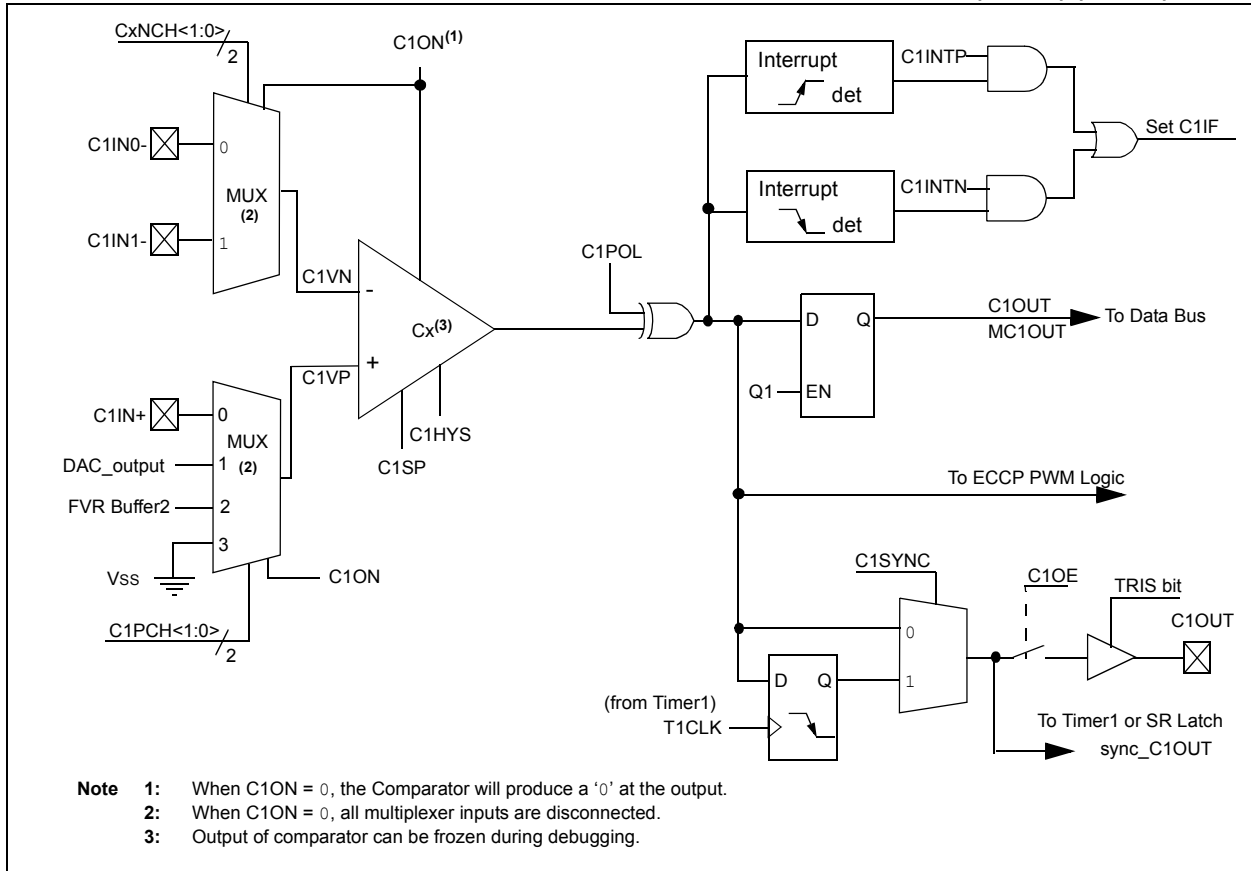 CxNCH<1:0>
2
C1ON(1)
C1IN0-
0
MUX
(2)
C1IN1-
1
C1VN
-
Cx(3)
+
C1VP
C1HYS
C1SP
C1IN+
0
MUX
(2)
DAC_output
1
FVR Buffer2
2
3
VSS
C1ON
C1PCH<1:0>
2
C1POL
Interrupt
det
C1INTP
Interrupt
det
C1INTN
Set C1IF
D Q
Q1
EN
C1OUT
MC1OUT
To Data Bus
To ECCP PWM Logic
C1SYNC
0
1
D Q
(from Timer1)
T1CLK
C1OE
TRIS bit
C1OUT
To Timer1 or SR Latch
sync_C1OUT
Note 1: When C1ON = 0, the Comparator will produce a ‘0’ at the output.
2: When C1ON = 0, all multiplexer inputs are disconnected.
3: Output of comparator can be frozen during debugging.